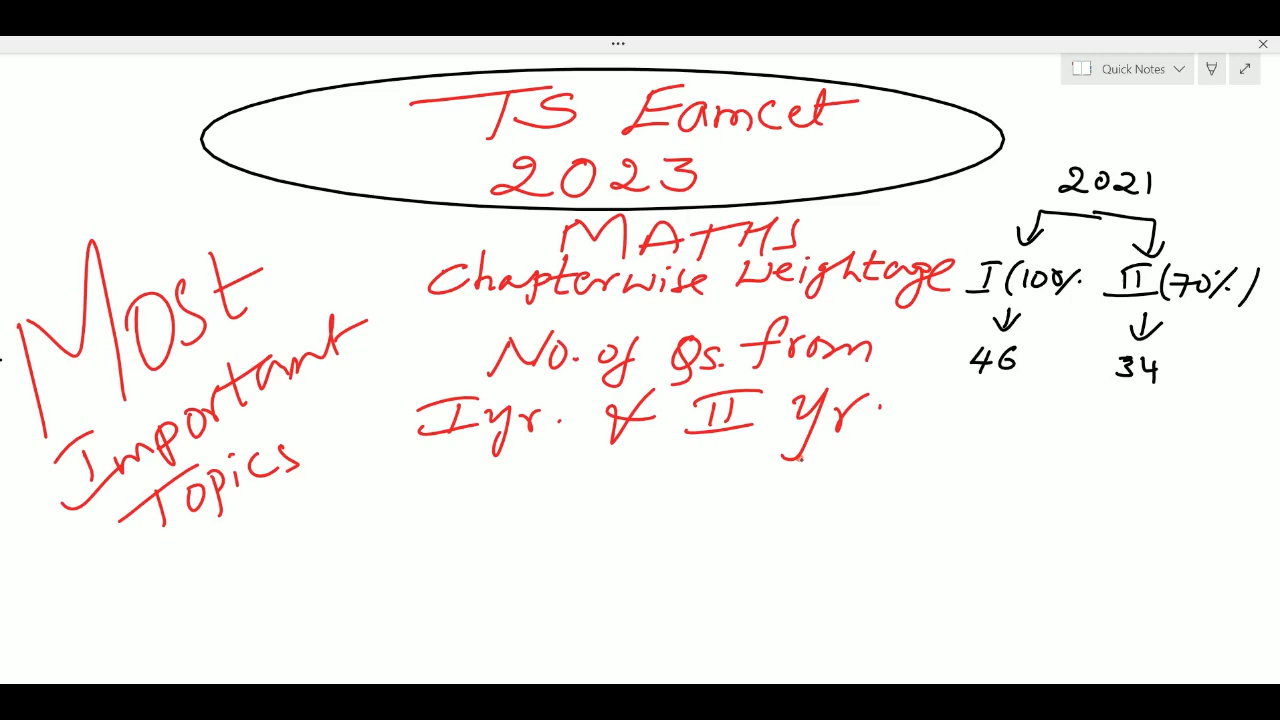 Quick Notes
TS Eamcet
2023
MATHS
Chapterwise Weightage
No. of Qs. from
I yr. & II Yr.
Most
Important
Topics
2021
I (100% II (70%)
46 34